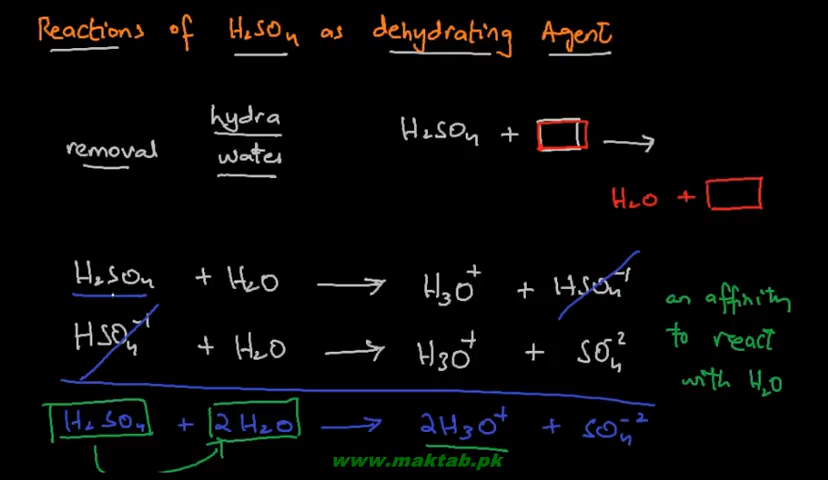 Reactions of H₂SO₄ as dehydrating Agent
hydra
removal water
H₂SO₄ + →
H₂O +
H₂SO₄ + H₂O → H₃O⁺ + HSO₄⁻¹
HSO₄⁻¹ + H₂O → H₃O⁺ + SO₄⁻²
an affinity
to react
with H₂O
H₂SO₄ + 2H₂O → 2H₃O⁺ + SO₄⁻²
www.maktab.pk